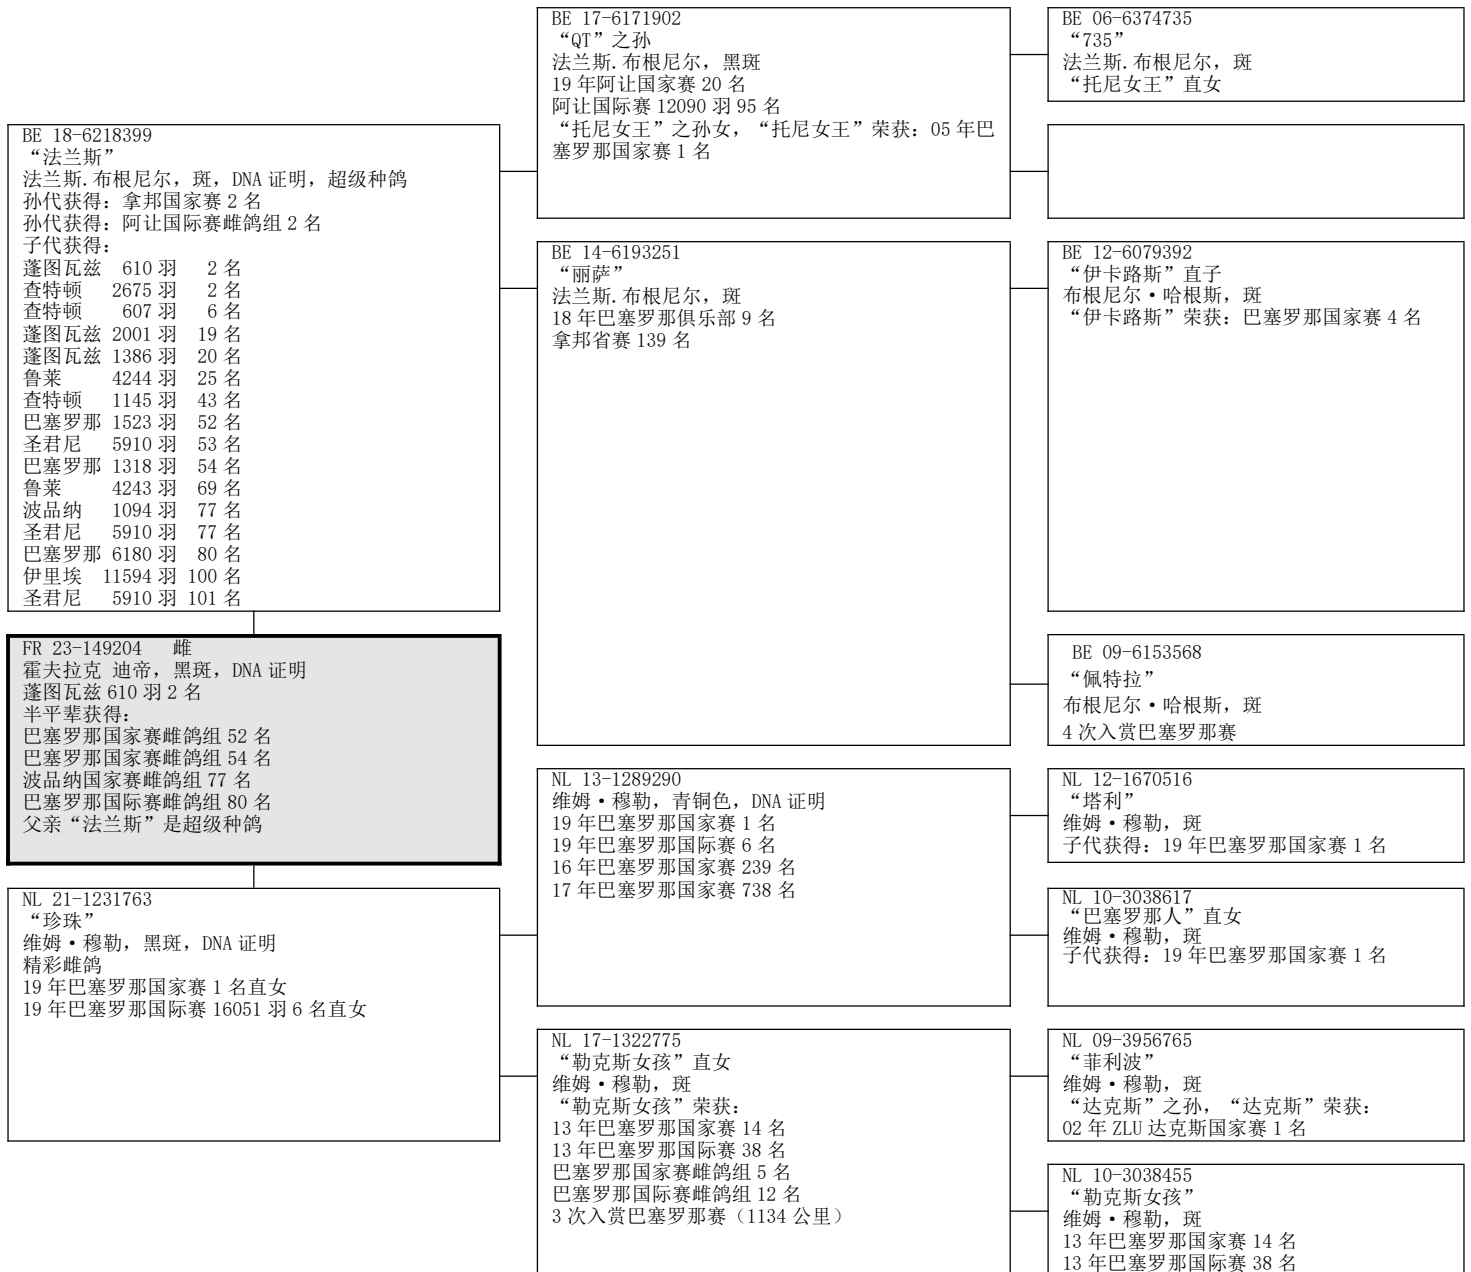 BE 18-6218399
“法兰斯”
法兰斯.布根尼尔，斑，DNA 证明，超级种鸽
孙代获得：拿邦国家赛 2 名
孙代获得：阿让国际赛雌鸽组 2 名
子代获得：
蓬图瓦兹 610 羽 2 名
查特顿 2675 羽 2 名
查特顿 607 羽 6 名
蓬图瓦兹 2001 羽 19 名
蓬图瓦兹 1386 羽 20 名
鲁莱 4244 羽 25 名
查特顿 1145 羽 43 名
巴塞罗那 1523 羽 52 名
圣君尼 5910 羽 53 名
巴塞罗那 1318 羽 54 名
鲁莱 4243 羽 69 名
波品纳 1094 羽 77 名
圣君尼 5910 羽 77 名
巴塞罗那 6180 羽 80 名
伊里埃 11594 羽 100 名
圣君尼 5910 羽 101 名
FR 23-149204 雌
霍夫拉克 迪帝，黑斑，DNA 证明
蓬图瓦兹 610 羽 2 名
半平辈获得：
巴塞罗那国家赛雌鸽组 52 名
巴塞罗那国家赛雌鸽组 54 名
波品纳国家赛雌鸽组 77 名
巴塞罗那国际赛雌鸽组 80 名
父亲“法兰斯”是超级种鸽
NL 21-1231763
“珍珠”
维姆·穆勒，黑斑，DNA 证明
精彩雌鸽
19 年巴塞罗那国家赛 1 名直女
19 年巴塞罗那国际赛 16051 羽 6 名直女
BE 17-6171902
“QT”之孙
法兰斯.布根尼尔，黑斑
19 年阿让国家赛 20 名
阿让国际赛 12090 羽 95 名
“托尼女王”之孙女，“托尼女王”荣获：05 年巴
塞罗那国家赛 1 名
BE 14-6193251
“丽萨”
法兰斯.布根尼尔，斑
18 年巴塞罗那俱乐部 9 名
拿邦省赛 139 名
NL 13-1289290
维姆·穆勒，青铜色，DNA 证明
19 年巴塞罗那国家赛 1 名
19 年巴塞罗那国际赛 6 名
16 年巴塞罗那国家赛 239 名
17 年巴塞罗那国家赛 738 名
NL 17-1322775
“勒克斯女孩”直女
维姆·穆勒，斑
“勒克斯女孩”荣获：
13 年巴塞罗那国家赛 14 名
13 年巴塞罗那国际赛 38 名
巴塞罗那国家赛雌鸽组 5 名
巴塞罗那国际赛雌鸽组 12 名
3 次入赏巴塞罗那赛（1134 公里）
BE 06-6374735
“735”
法兰斯.布根尼尔，斑
“托尼女王”直女
BE 12-6079392
“伊卡路斯”直子
布根尼尔·哈根斯，斑
“伊卡路斯”荣获：巴塞罗那国家赛 4 名
BE 09-6153568
“佩特拉”
布根尼尔·哈根斯，斑
4 次入赏巴塞罗那赛
NL 12-1670516
“塔利”
维姆·穆勒，斑
子代获得：19 年巴塞罗那国家赛 1 名
NL 10-3038617
“巴塞罗那人”直女
维姆·穆勒，斑
子代获得：19 年巴塞罗那国家赛 1 名
NL 09-3956765
“菲利波”
维姆·穆勒，斑
“达克斯”之孙，“达克斯”荣获：
02 年 ZLU 达克斯国家赛 1 名
NL 10-3038455
“勒克斯女孩”
维姆·穆勒，斑
13 年巴塞罗那国家赛 14 名
13 年巴塞罗那国际赛 38 名